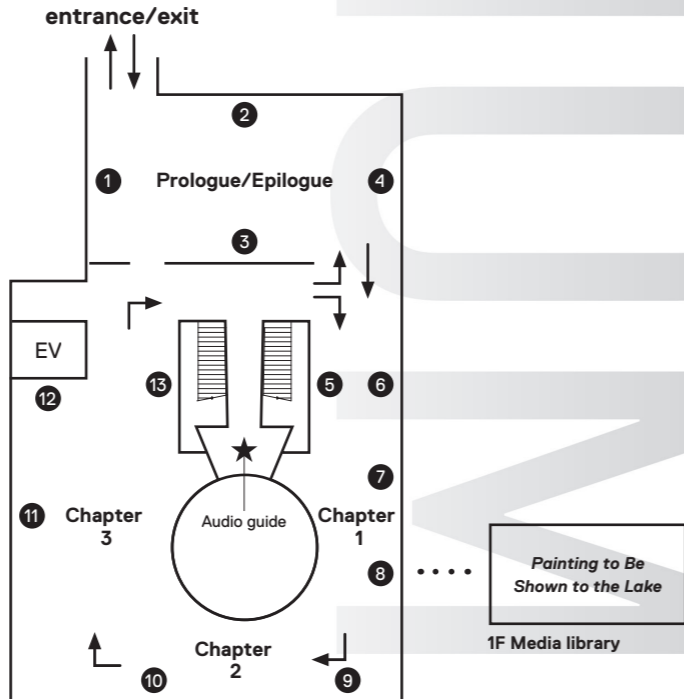 entrance/exit
2
1
Prologue/Epilogue
4
3
EV
12
13
5
6
7
Audio guide
11
Chapter
3
Chapter
1
8
Painting to Be
Shown to the Lake
1F Media library
Chapter
2
10
9